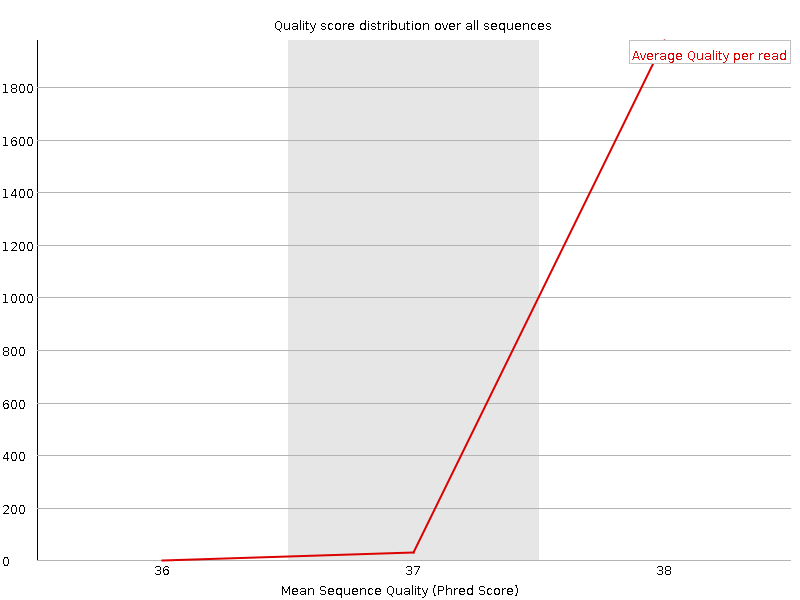 Quality score distribution over all sequences
Average Quality per read
1800
1600
1400
1200
1000
800
600
400
200
0
36 37 38
Mean Sequence Quality (Phred Score)